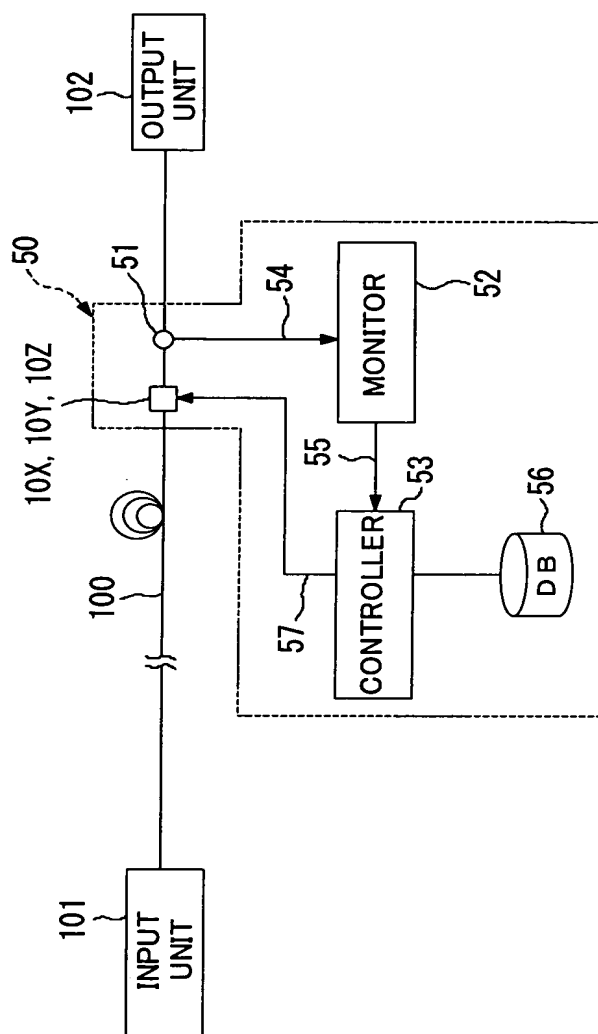 102
OUTPUT
UNIT
50
51
10X, 10Y, 10Z
54
52
MONITOR
55
53
CONTROLLER
57
56
DB
100
101
INPUT
UNIT